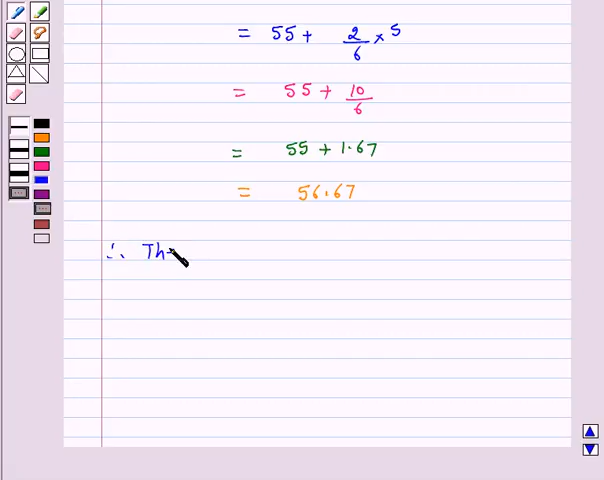 = 55 + 2/6 × 5
= 55 + 10/6
= 55 + 1.67
= 56.67
∴ Th